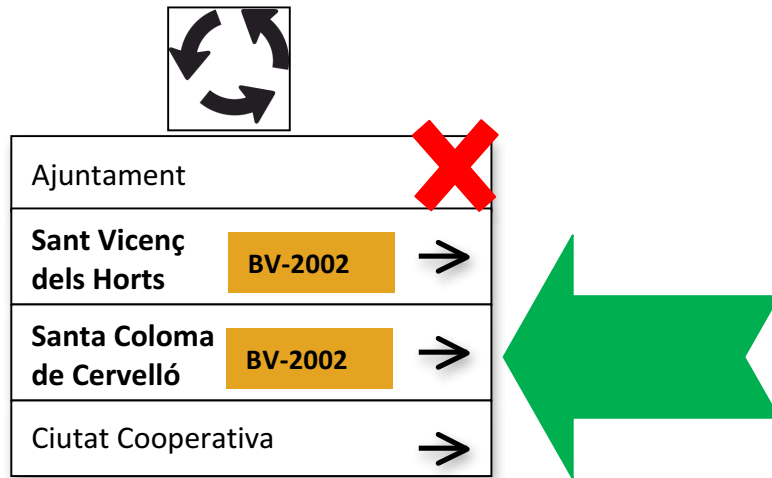 Ajuntament
Sant Vicenç
dels Horts
BV-2002
Santa Coloma
de Cervelló
BV-2002
Ciutat Cooperativa